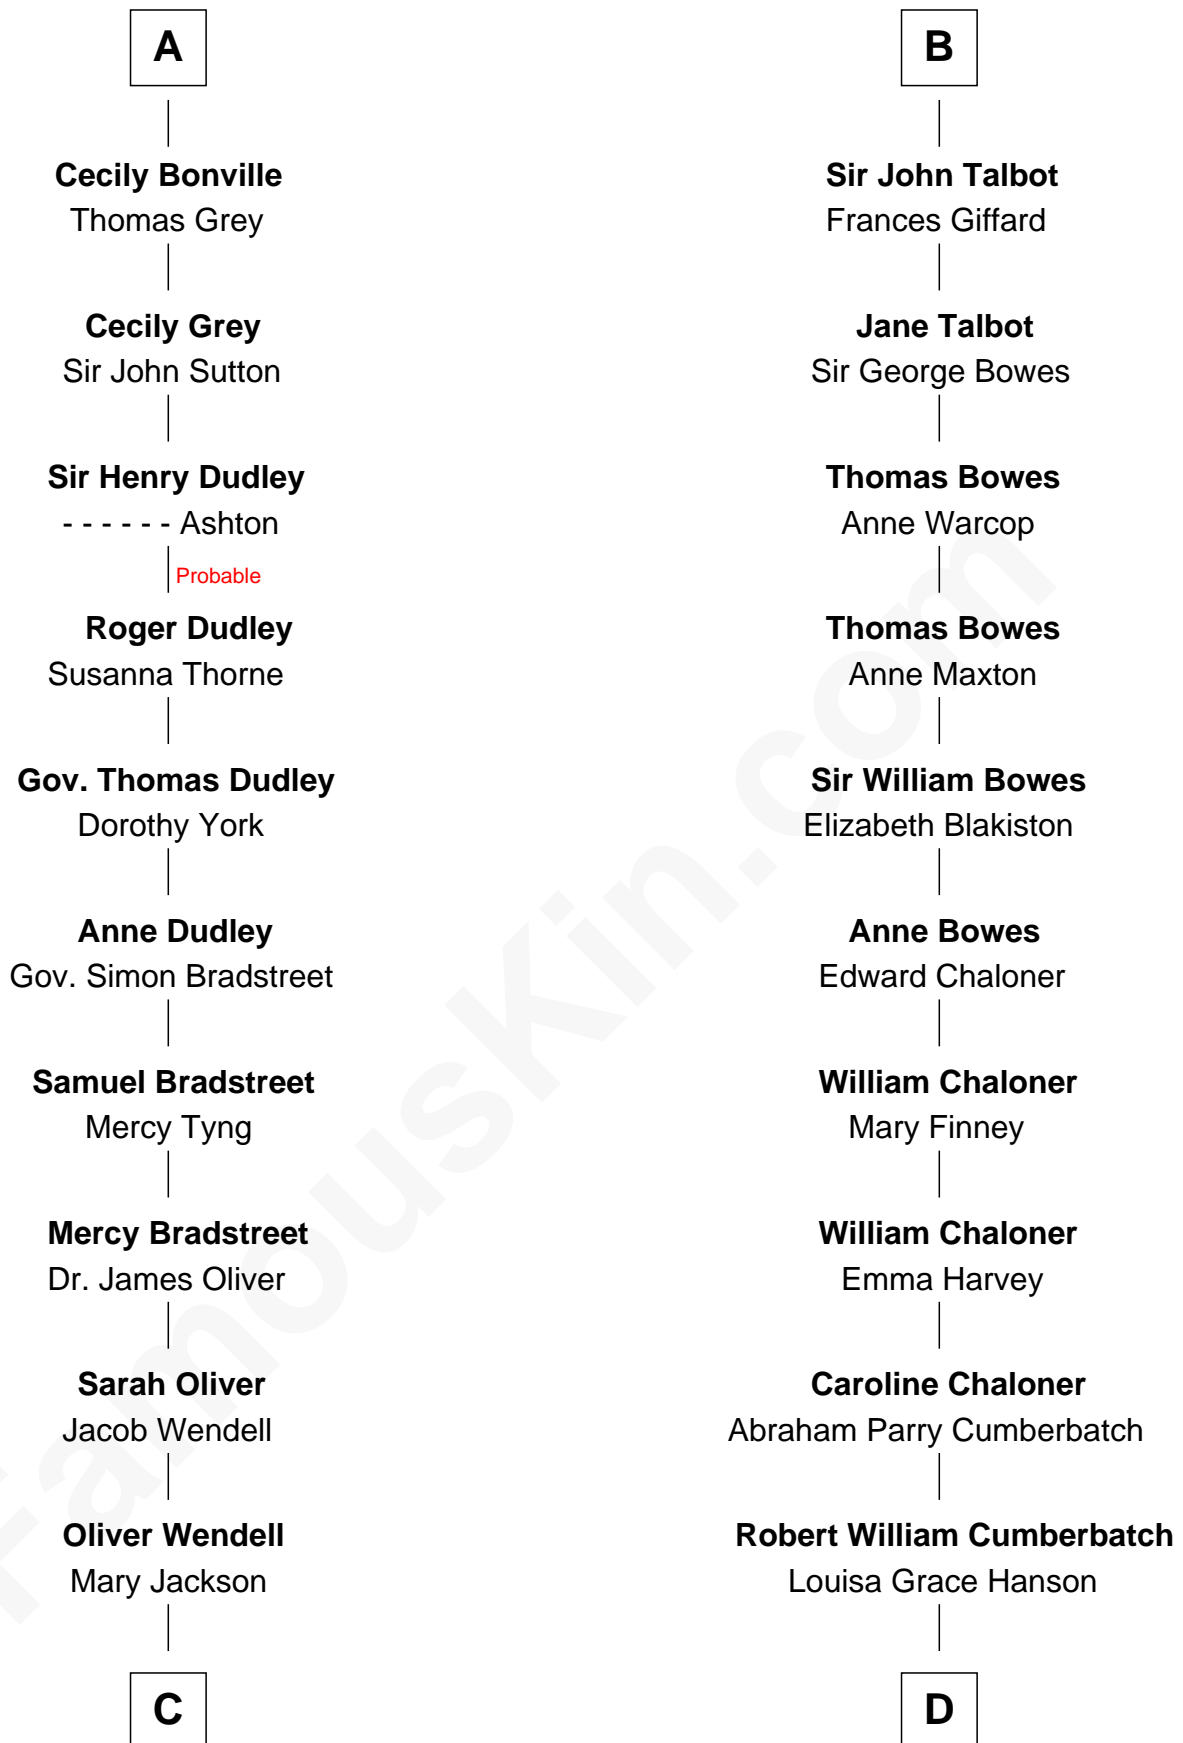 A
Cecily Bonville
Thomas Grey
Cecily Grey
Sir John Sutton
Sir Henry Dudley
- - - - - - Ashton
Probable
Roger Dudley
Susanna Thorne
Gov. Thomas Dudley
Dorothy York
Anne Dudley
Gov. Simon Bradstreet
Samuel Bradstreet
Mercy Tyng
Mercy Bradstreet
Dr. James Oliver
Sarah Oliver
Jacob Wendell
Oliver Wendell
Mary Jackson
C
B
Sir John Talbot
Frances Giffard
Jane Talbot
Sir George Bowes
Thomas Bowes
Anne Warcop
Thomas Bowes
Anne Maxton
Sir William Bowes
Elizabeth Blakiston
Anne Bowes
Edward Chaloner
William Chaloner
Mary Finney
William Chaloner
Emma Harvey
Caroline Chaloner
Abraham Parry Cumberbatch
Robert William Cumberbatch
Louisa Grace Hanson
D
FamousKin.com